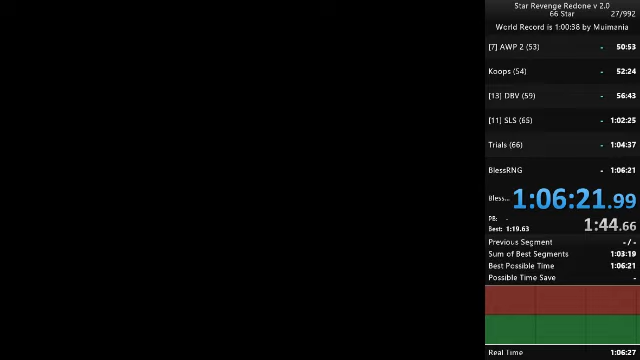 Star Revenge Redone v 2.0
66 Star 27/992
World Record is 1:00:38 by Muimania
[7] AWP 2 (53) - 50:53
Koops (54) - 52:24
[13] DBV (59) - 56:43
[11] SLS (65) - 1:02:25
Trials (66) - 1:04:37
BlessRNG - 1:06:21
Bless... 1:06:21.99
PB: -
Best: 1:19.63 1:44.66
Previous Segment - / -
Sum of Best Segments 1:03:19
Best Possible Time 1:06:21
Possible Time Save -
Real Time 1:06:27